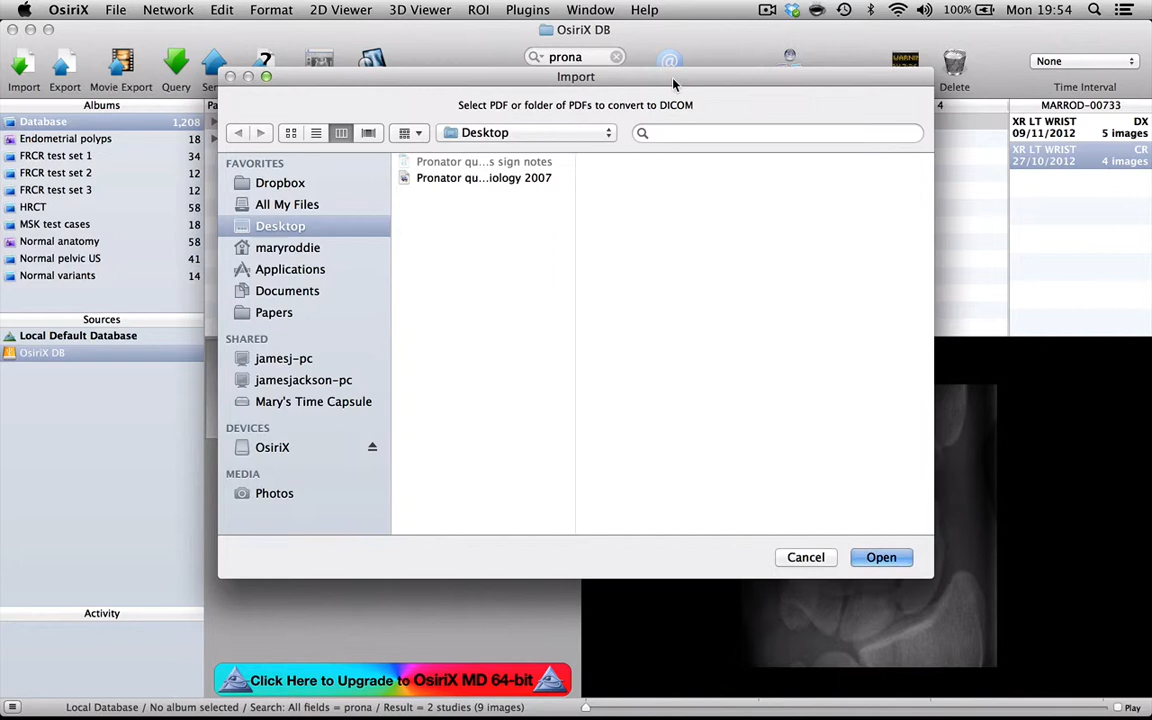 OsiriX File Edit Format 2D Viewer 3D Viewer ROI Plugins Window Help 100% Mon 19:54
OsiriX DB
prona
None
Import Export Query Delete Time Interval
Import
Select PDF or folder of PDFs to convert to DICOM
Desktop
Albums
Database 1,208
Endometrial polyps 18
FRCR test set 1 34
FRCR test set 2 12
FRCR test set 3 12
HRCT 58
MSK test cases 18
Normal anatomy 58
Normal pelvic US 41
Normal variants 14
Sources
Local Default Database
OsiriX DB
Activity
FAVORITES
Dropbox
All My Files
Desktop
maryroddie
Applications
Documents
Papers
SHARED
jamesj-pc
jamesjackson-pc
Mary's Time Capsule
DEVICES
OsiriX
MEDIA
Photos
Pronator qu...s sign notes
Pronator qu...iology 2007
Cancel Open
4
MARROD-00733
XR LT WRIST DX
09/11/2012 5 images
XR LT WRIST CR
27/10/2012 4 images
Click Here to Upgrade to OsiriX MD 64-bit
Local Database / No album selected / Search: All fields = prona / Result = 2 studies (9 images)
Play